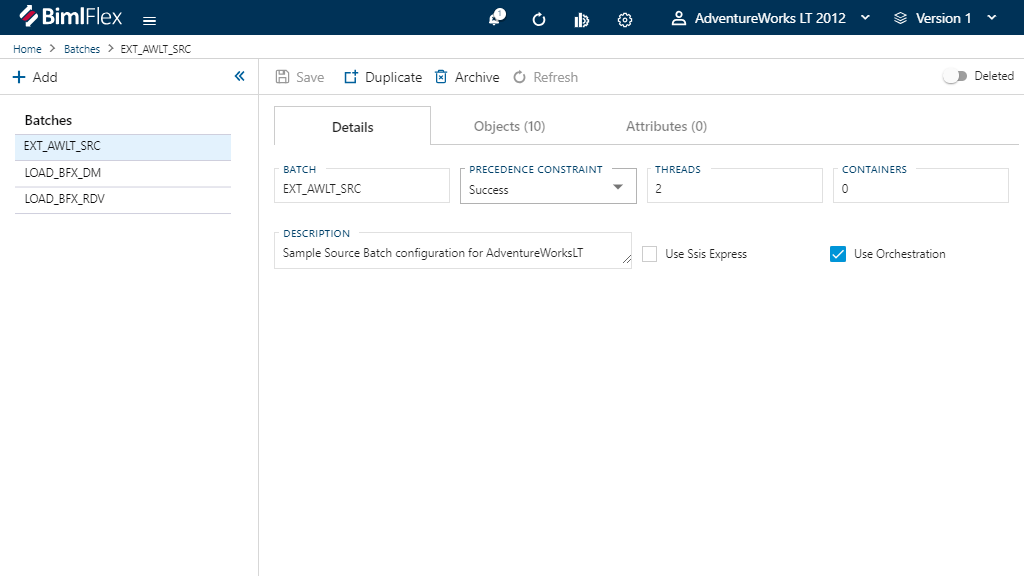 BimlFlex
1
AdventureWorks LT 2012
Version 1
Home > Batches > EXT_AWLT_SRC
Add
Save
Duplicate
Archive
Refresh
Deleted
Batches
EXT_AWLT_SRC
LOAD_BFX_DM
LOAD_BFX_RDV
Details
Objects (10)
Attributes (0)
BATCH
EXT_AWLT_SRC
PRECEDENCE CONSTRAINT
Success
THREADS
2
CONTAINERS
0
DESCRIPTION
Sample Source Batch configuration for AdventureWorksLT
Use Ssis Express
Use Orchestration